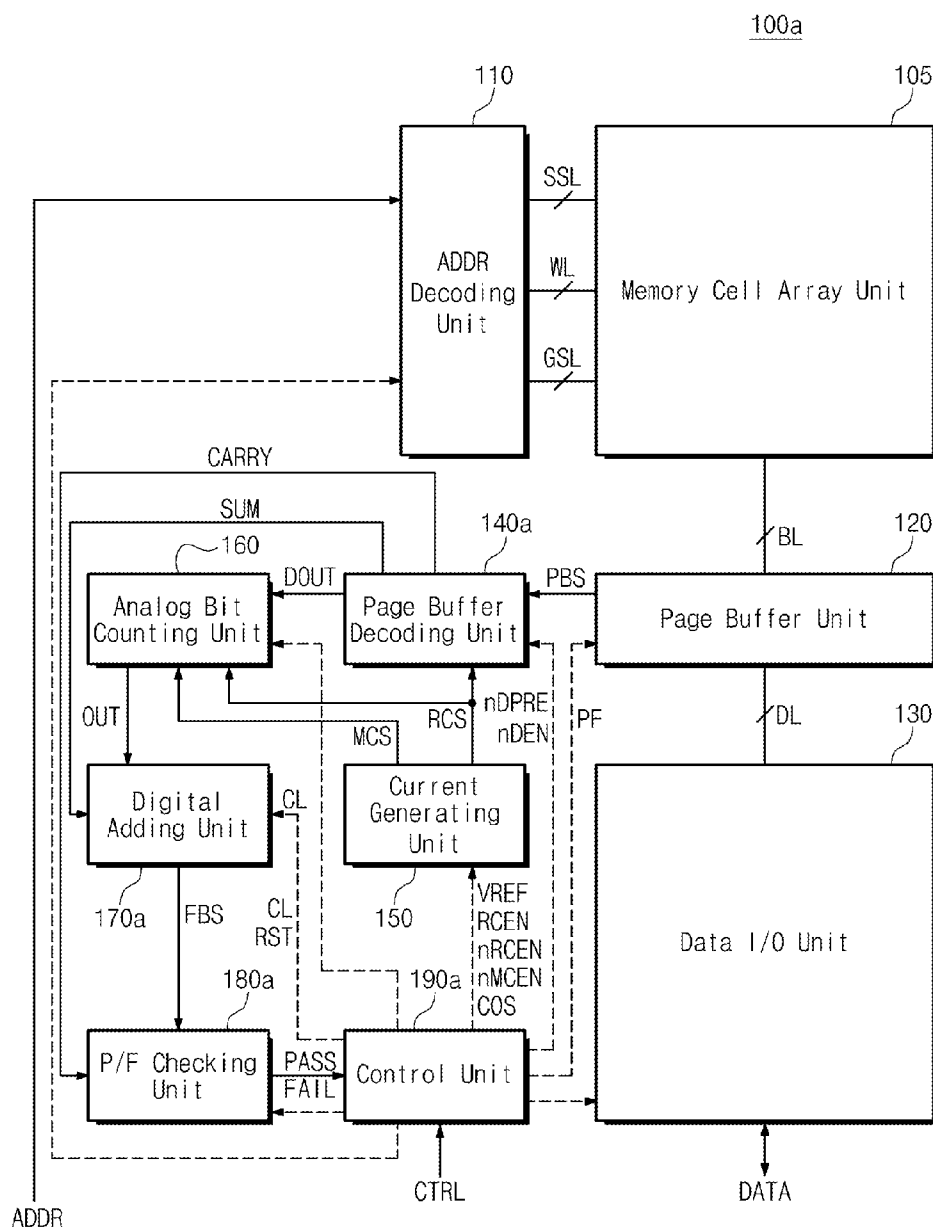 100a
110
105
SSL
ADDR
Decoding
Unit
WL
Memory Cell Array Unit
GSL
CARRY
SUM
160
140a
120
BL
DOUT
PBS
Analog Bit
Counting Unit
Page Buffer
Decoding Unit
Page Buffer Unit
OUT
MCS
RCS
nDPRE
nDEN
PF
DL
130
Digital
Adding Unit
CL
Current
Generating
Unit
170a
FBS
CL
RST
150
VREF
RCEN
nRCEN
nMCEN
COS
Data I/O Unit
180a
190a
P/F Checking
Unit
PASS
FAIL
Control Unit
CTRL
DATA
ADDR